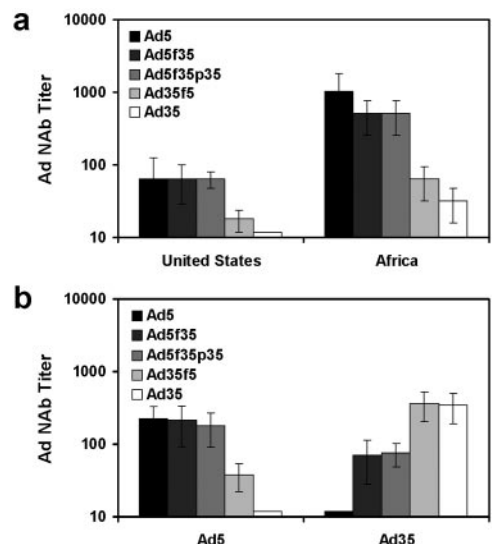 a
10000
1000
100
10
Ad NAb Titer
Ad5
Ad5f35
Ad5f35p35
Ad35f5
Ad35
United States Africa
b
10000
1000
100
10
Ad NAb Titer
Ad5
Ad5f35
Ad5f35p35
Ad35f5
Ad35
Ad5 Ad35